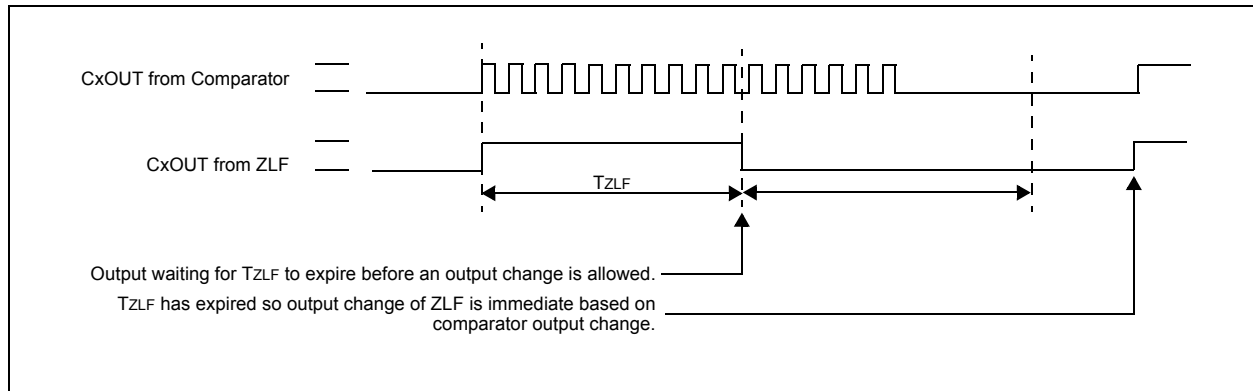 CxOUT from Comparator
CxOUT from ZLF
TZLF
Output waiting for TZLF to expire before an output change is allowed.
TZLF has expired so output change of ZLF is immediate based on
comparator output change.